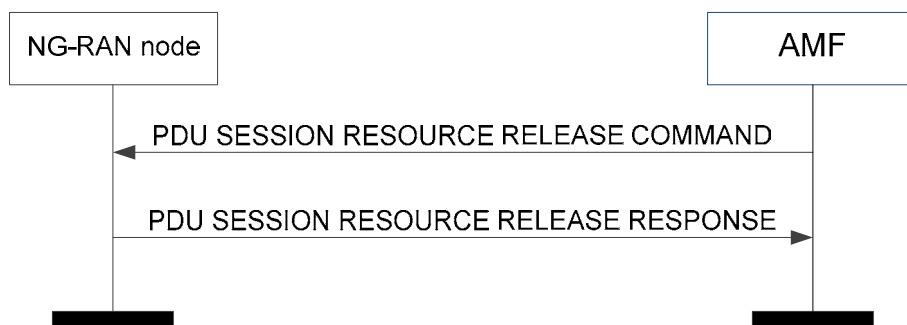 NG-RAN node
AMF
PDU SESSION RESOURCE RELEASE COMMAND
PDU SESSION RESOURCE RELEASE RESPONSE